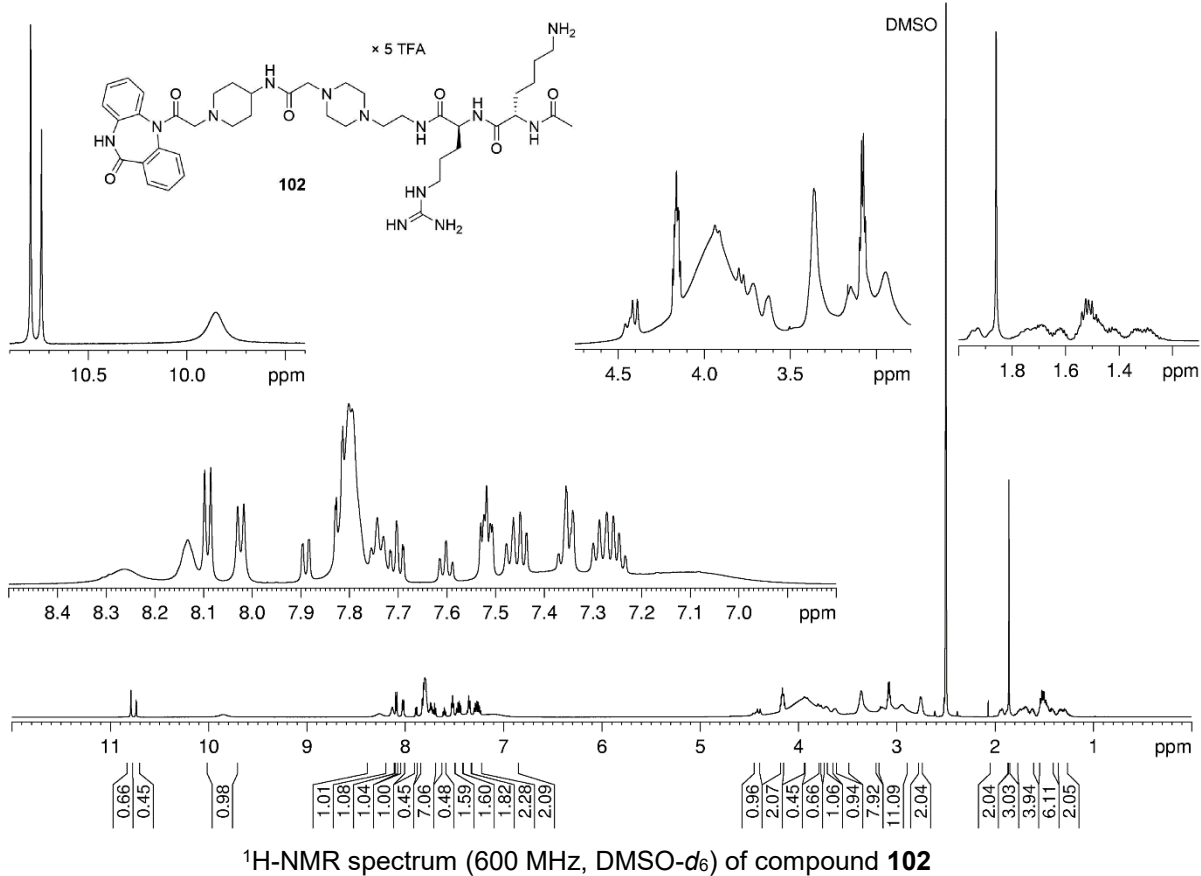 DMSO
NH₂
× 5 TFA
H
N
O
N
N
O
HN
O
N
O
N
N
H
O
H
N
O
N
H
O
HN
HN
NH₂
102
10.5 10.0 ppm
4.5 4.0 3.5 ppm
1.8 1.6 1.4 ppm
8.4 8.3 8.2 8.1 8.0 7.9 7.8 7.7 7.6 7.5 7.4 7.3 7.2 7.1 7.0 ppm
11 10 9 8 7 6 5 4 3 2 1 ppm
0.66 0.45 0.98 1.01 1.08 1.04 1.00 0.45 7.06 0.48 1.59 1.60 1.82 2.28 2.09 0.96 2.07 0.45 0.66 1.06 0.94 7.92 11.09 2.04 2.04 3.03 3.94 6.11 2.05
¹H-NMR spectrum (600 MHz, DMSO-d₆) of compound 102